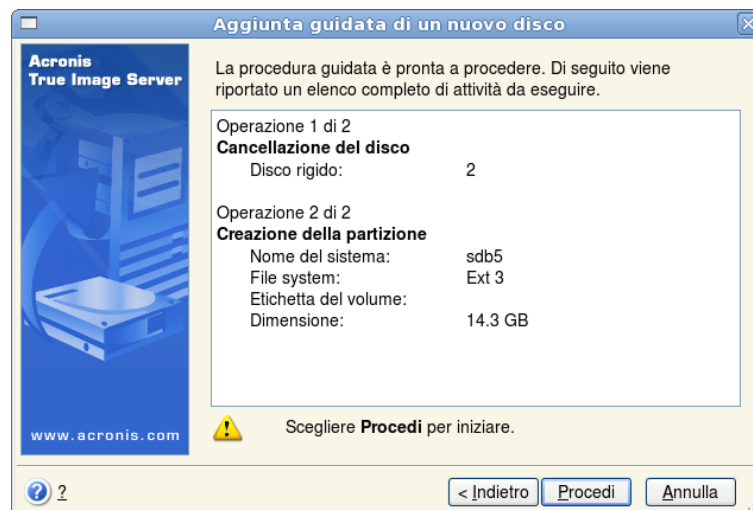 Aggiunta guidata di un nuovo disco
Acronis
True Image Server
La procedura guidata è pronta a procedere. Di seguito viene
riportato un elenco completo di attività da eseguire.
Operazione 1 di 2
Cancellazione del disco
Disco rigido: 2
Operazione 2 di 2
Creazione della partizione
Nome del sistema: sdb5
File system: Ext 3
Etichetta del volume:
Dimensione: 14.3 GB
Scegliere Procedi per iniziare.
www.acronis.com
? ?
< Indietro Procedi Annulla